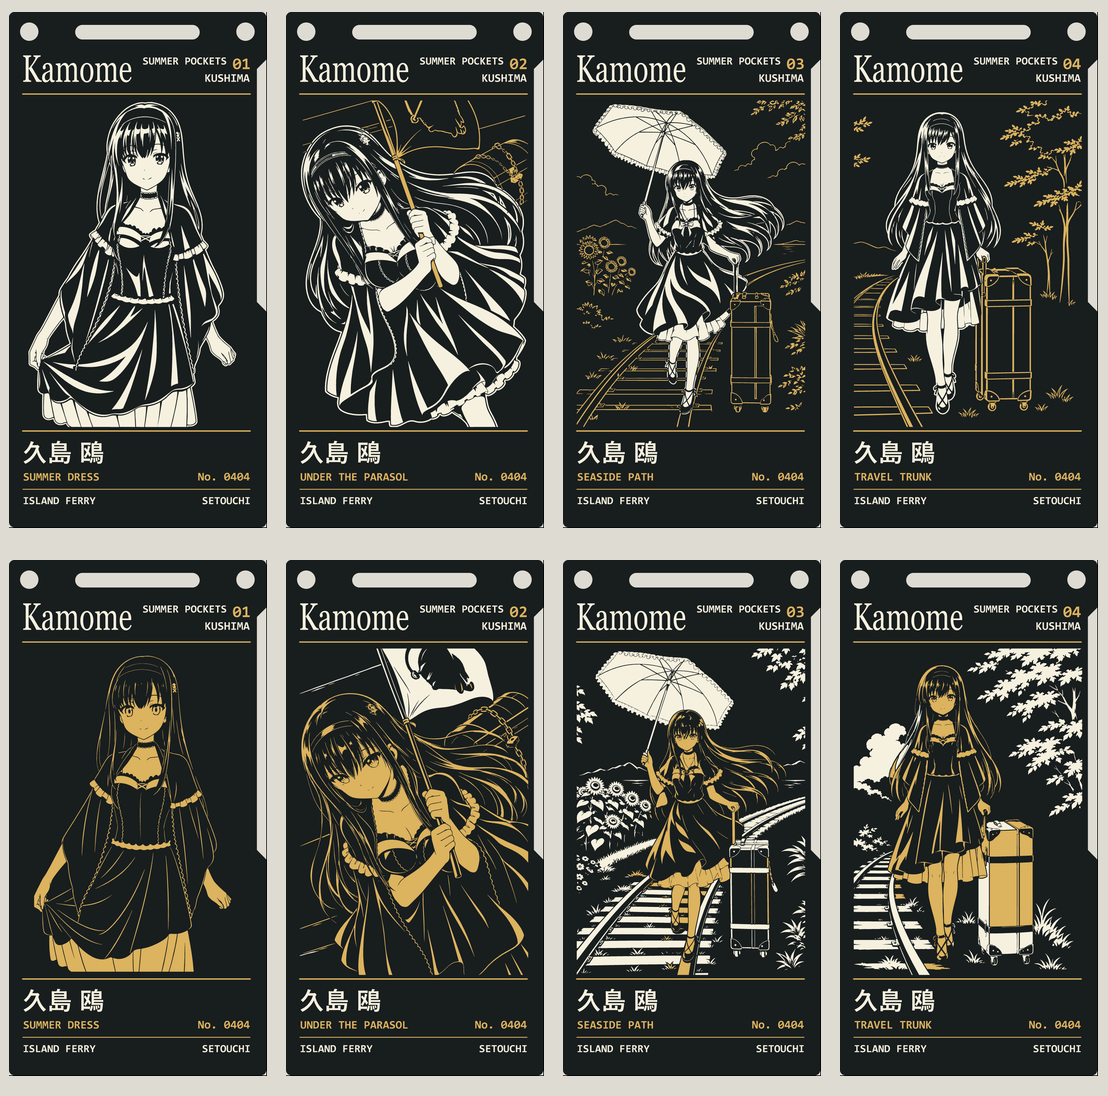 Kamome SUMMER POCKETS 01
KUSHIMA
久島 鴎
SUMMER DRESS No. 0404
ISLAND FERRY SETOUCHI
Kamome SUMMER POCKETS 02
KUSHIMA
久島 鴎
UNDER THE PARASOL No. 0404
ISLAND FERRY SETOUCHI
Kamome SUMMER POCKETS 03
KUSHIMA
久島 鴎
SEASIDE PATH No. 0404
ISLAND FERRY SETOUCHI
Kamome SUMMER POCKETS 04
KUSHIMA
久島 鴎
TRAVEL TRUNK No. 0404
ISLAND FERRY SETOUCHI
Kamome SUMMER POCKETS 01
KUSHIMA
久島 鴎
SUMMER DRESS No. 0404
ISLAND FERRY SETOUCHI
Kamome SUMMER POCKETS 02
KUSHIMA
久島 鴎
UNDER THE PARASOL No. 0404
ISLAND FERRY SETOUCHI
Kamome SUMMER POCKETS 03
KUSHIMA
久島 鴎
SEASIDE PATH No. 0404
ISLAND FERRY SETOUCHI
Kamome SUMMER POCKETS 04
KUSHIMA
久島 鴎
TRAVEL TRUNK No. 0404
ISLAND FERRY SETOUCHI